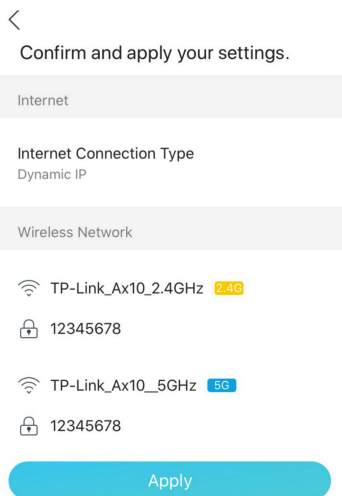 Confirm and apply your settings.
Internet
Internet Connection Type
Dynamic IP
Wireless Network
TP-Link_Ax10_2.4GHz 2.4G
12345678
TP-Link_Ax10__5GHz 5G
12345678
Apply